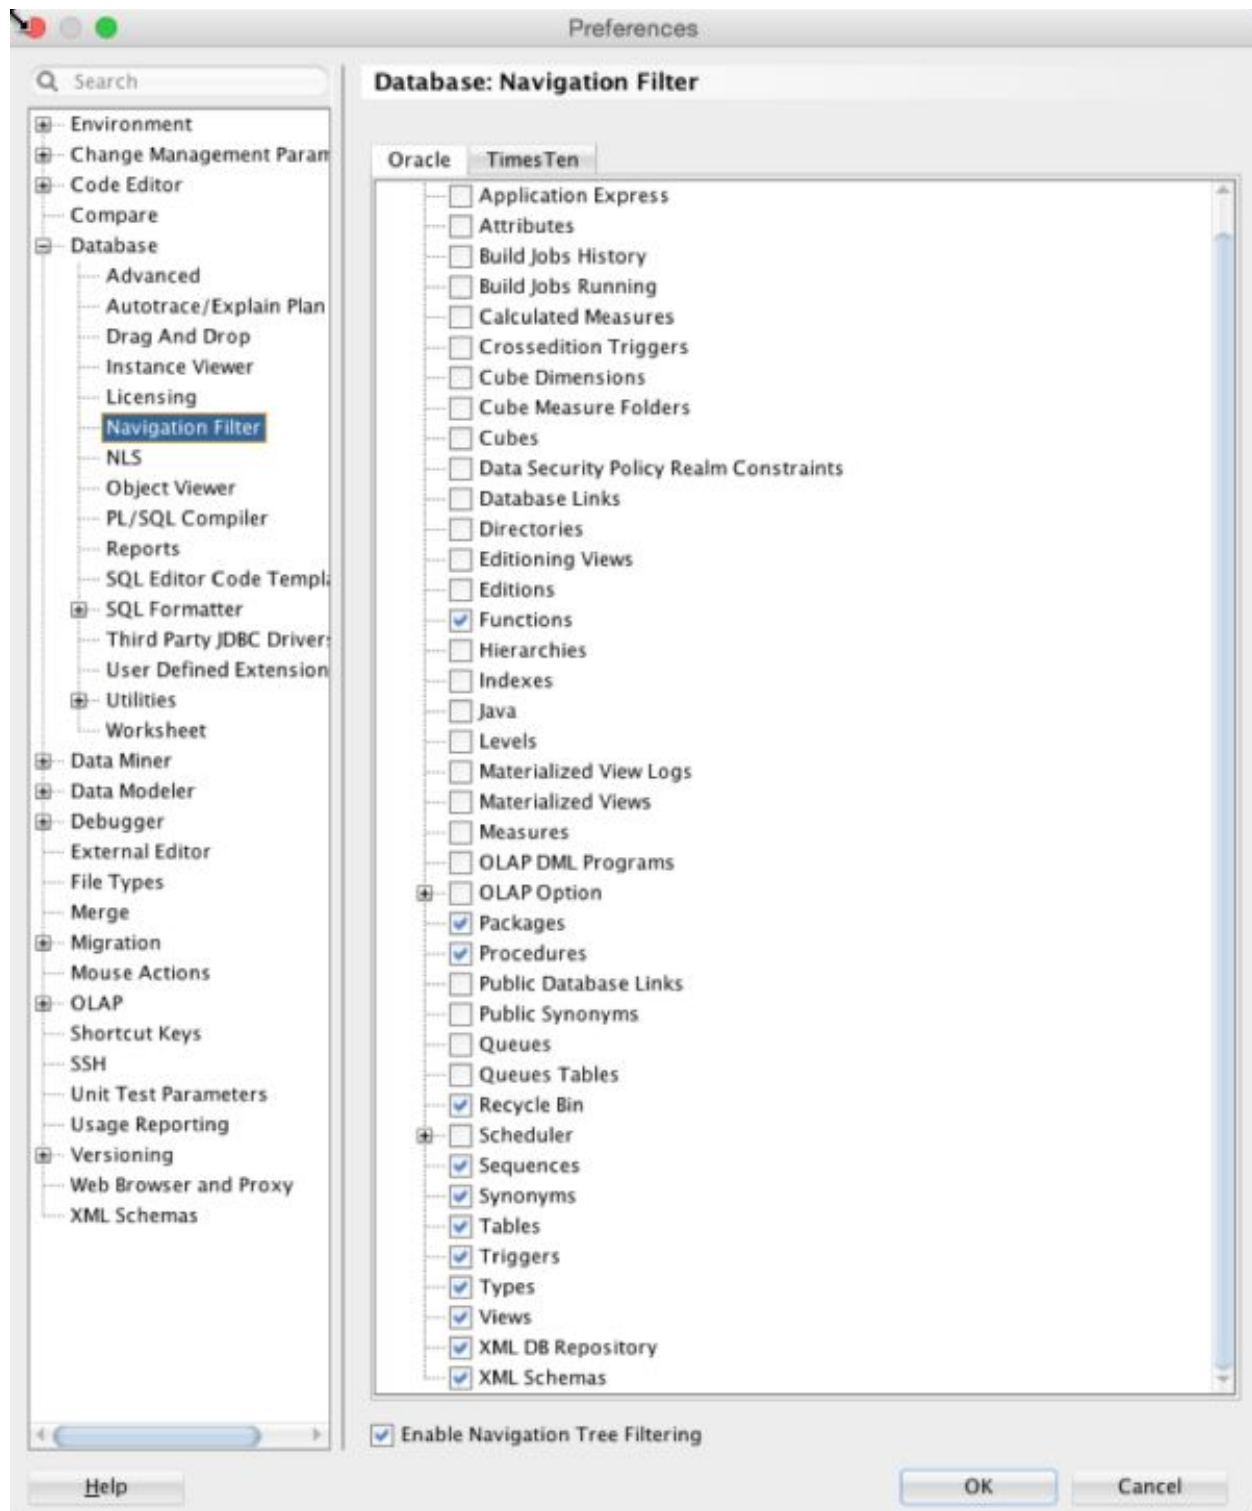 Preferences
Search
Environment
Change Management Param
Code Editor
Compare
Database
Advanced
Autotrace/Explain Plan
Drag And Drop
Instance Viewer
Licensing
Navigation Filter
NLS
Object Viewer
PL/SQL Compiler
Reports
SQL Editor Code Templa
SQL Formatter
Third Party JDBC Drivers
User Defined Extension
Utilities
Worksheet
Data Miner
Data Modeler
Debugger
External Editor
File Types
Merge
Migration
Mouse Actions
OLAP
Shortcut Keys
SSH
Unit Test Parameters
Usage Reporting
Versioning
Web Browser and Proxy
XML Schemas
Help
Database: Navigation Filter
Oracle TimesTen
Application Express
Attributes
Build Jobs History
Build Jobs Running
Calculated Measures
Crossedition Triggers
Cube Dimensions
Cube Measure Folders
Cubes
Data Security Policy Realm Constraints
Database Links
Directories
Editioning Views
Editions
Functions
Hierarchies
Indexes
Java
Levels
Materialized View Logs
Materialized Views
Measures
OLAP DML Programs
OLAP Option
Packages
Procedures
Public Database Links
Public Synonyms
Queues
Queues Tables
Recycle Bin
Scheduler
Sequences
Synonyms
Tables
Triggers
Types
Views
XML DB Repository
XML Schemas
Enable Navigation Tree Filtering
OK Cancel